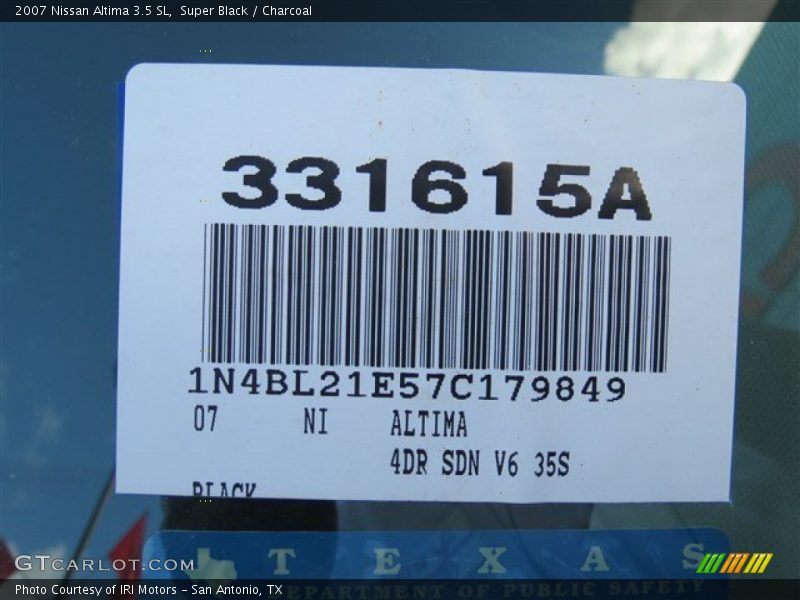 2007 Nissan Altima 3.5 SL, Super Black / Charcoal
331615A
1N4BL21E57C179849
07 NI ALTIMA
4DR SDN V6 35S
BLACK
TEXAS
DEPARTMENT OF PUBLIC SAFETY
GTCARLOT.COM
Photo Courtesy of IRI Motors - San Antonio, TX